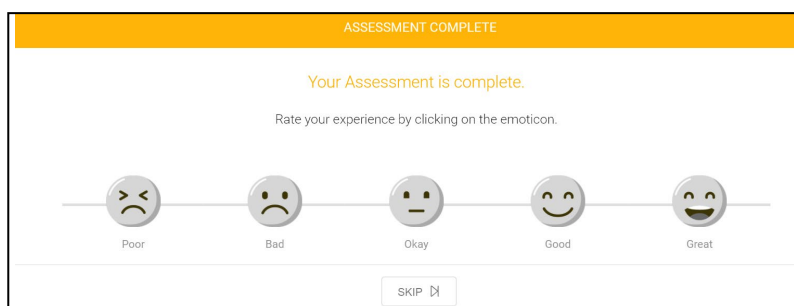 ASSESSMENT COMPLETE
Your Assessment is complete.
Rate your experience by clicking on the emoticon.
Poor Bad Okay Good Great
SKIP